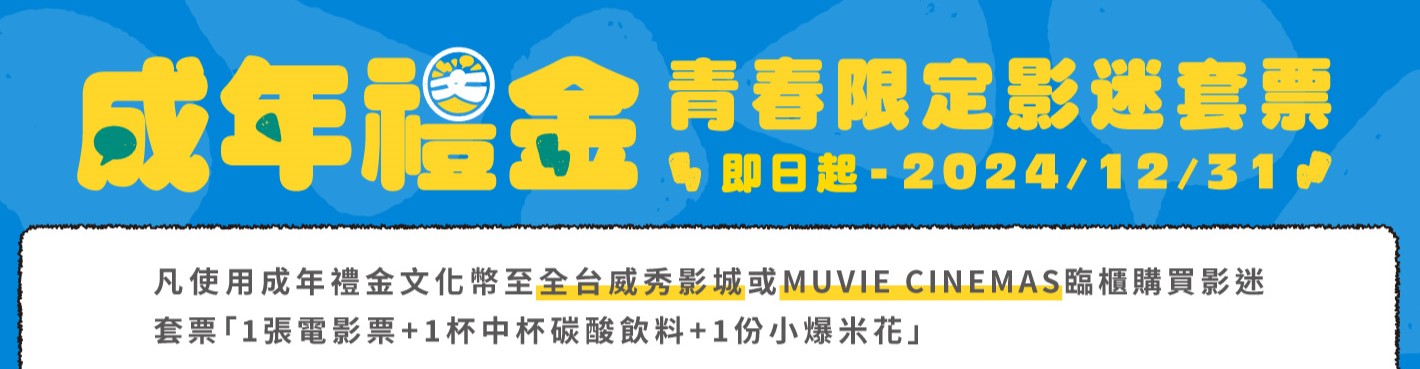 成年禮金
文
青春限定影迷套票
即日起-2024/12/31
凡使用成年禮金文化幣至全台威秀影城或MUVIE CINEMAS臨櫃購買影迷
套票「1張電影票+1杯中杯碳酸飲料+1份小爆米花」